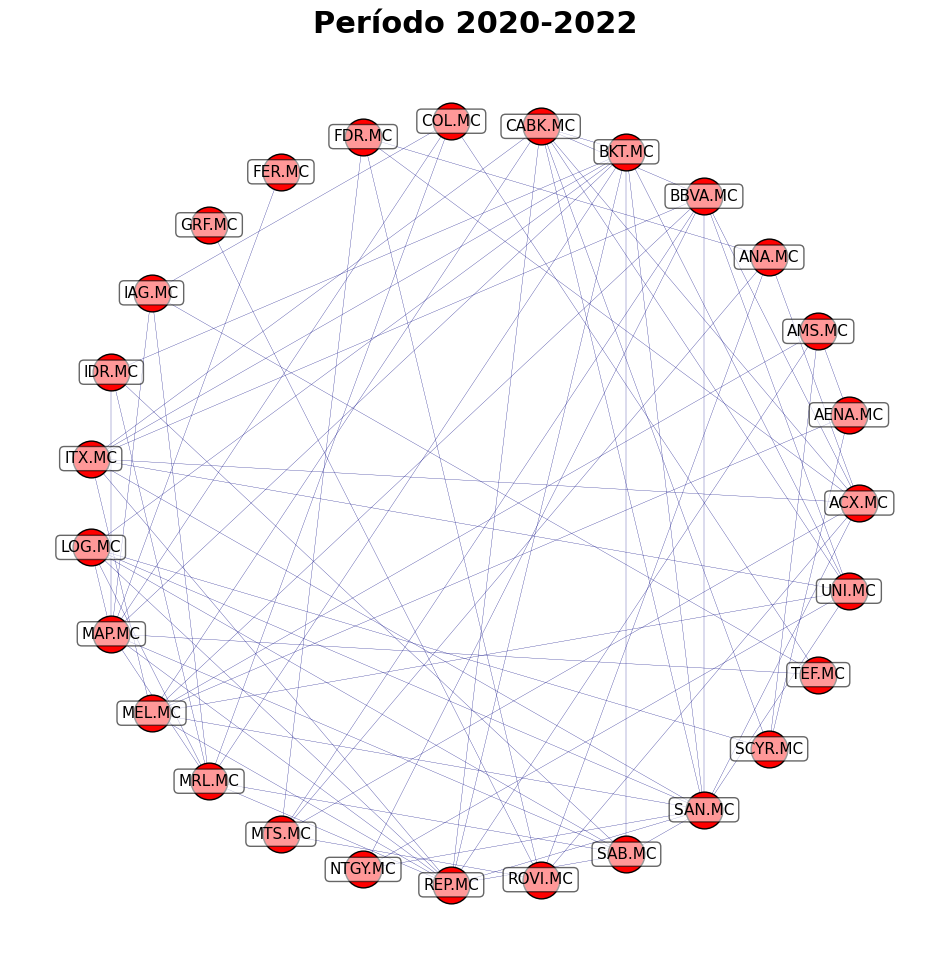 Período 2020-2022
COL.MC
CABK.MC
FDR.MC
BKT.MC
FER.MC
BBVA.MC
GRF.MC
ANA.MC
IAG.MC
AMS.MC
IDR.MC
AENA.MC
ITX.MC
ACX.MC
LOG.MC
UNI.MC
MAP.MC
TEF.MC
MEL.MC
SCYR.MC
MRL.MC
SAN.MC
MTS.MC
SAB.MC
NTGY.MC
ROVI.MC
REP.MC